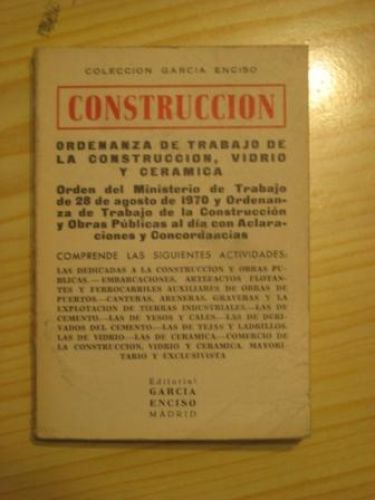 COLECCION GARCIA ENCISO
CONSTRUCCION
ORDENANZA DE TRABAJO DE
LA CONSTRUCCION, VIDRIO
Y CERAMICA
Orden del Ministerio de Trabajo
de 28 de agosto de 1970 y Ordenan-
za de Trabajo de la Construcción
y Obras Públicas al día con Aclara-
ciones y Concordaacias
COMPRENDE LAS SIGUIENTES ACTIVIDADES:
LAS DEDICADAS A LA CONSTRUCCION Y OBRAS PU-
BLICAS.—EMBARCACIONES, ARTEFACTOS FLOTAN-
TES Y FERROCARRILES AUXILIARES DE OBRAS DE
PUERTOS.—CANTERAS, ARENERAS, GRAVERAS Y LA
EXPLOTACION DE TIERRAS INDUSTRIALES.—LAS DE
CEMENTO.—LAS DE YESOS Y CALES.—LAS DE DERI-
VADOS DEL CEMENTO.—LAS DE TEJAS Y LADRILLOS.
LAS DE VIDRIO.—LAS DE CERAMICA.—COMERCIO DE
LA CONSTRUCCION, VIDRIO Y CERAMICA, MAYORI-
TARIO Y EXCLUSIVISTA
Editorial
GARCIA
ENCISO
MADRID